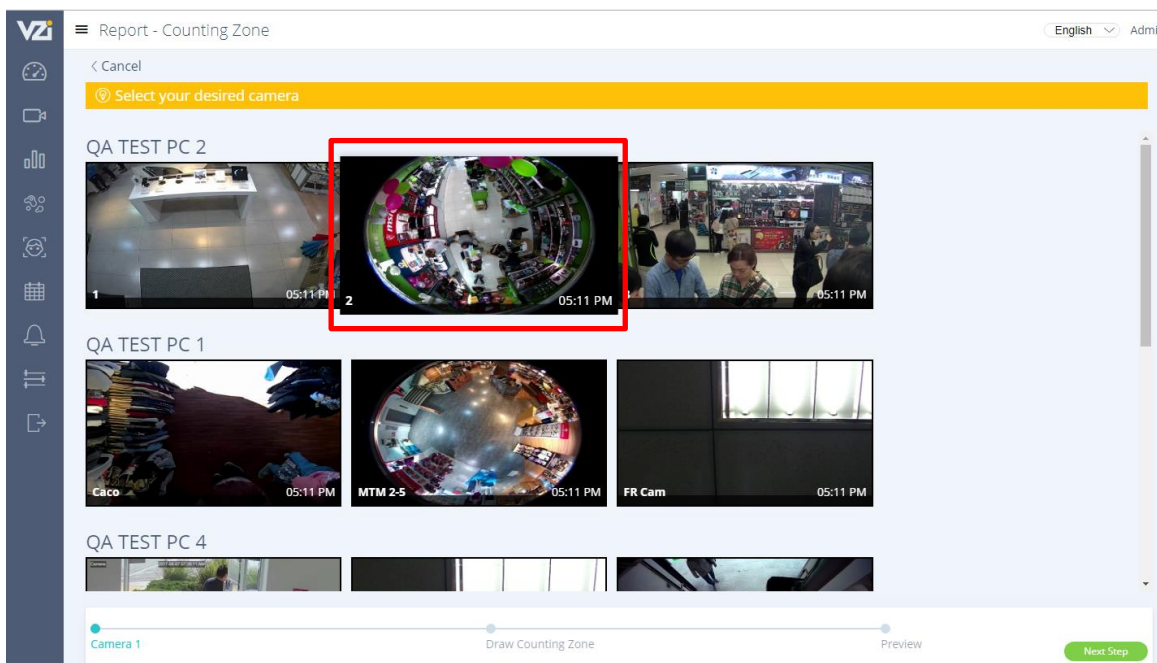 VZi
Report - Counting Zone
English
Admi
< Cancel
Select your desired camera
QA TEST PC 2
1
05:11 PM
2
05:11 PM
05:11 PM
QA TEST PC 1
Caco
05:11 PM
MTM 2-5
05:11 PM
FR Cam
05:11 PM
QA TEST PC 4
Camera 1
Draw Counting Zone
Preview
Next Step